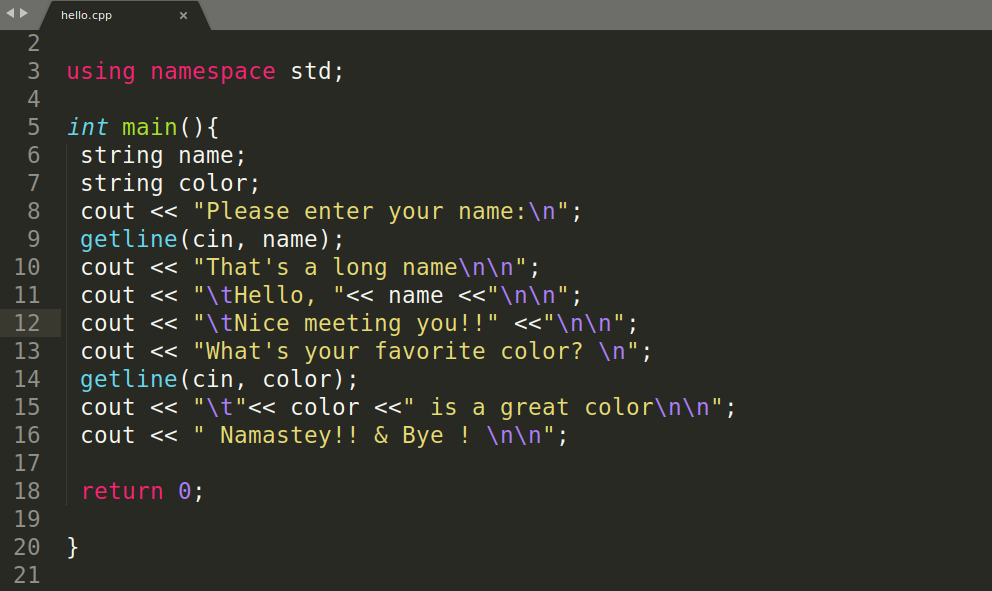 hello.cpp ×
2
3 using namespace std;
4
5 int main(){
6 string name;
7 string color;
8 cout << "Please enter your name:\n";
9 getline(cin, name);
10 cout << "That's a long name\n\n";
11 cout << "\tHello, "<< name <<"\n\n";
12 cout << "\tNice meeting you!!" <<"\n\n";
13 cout << "What's your favorite color? \n";
14 getline(cin, color);
15 cout << "\t"<< color <<" is a great color\n\n";
16 cout << " Namastey!! & Bye ! \n\n";
17
18 return 0;
19
20 }
21